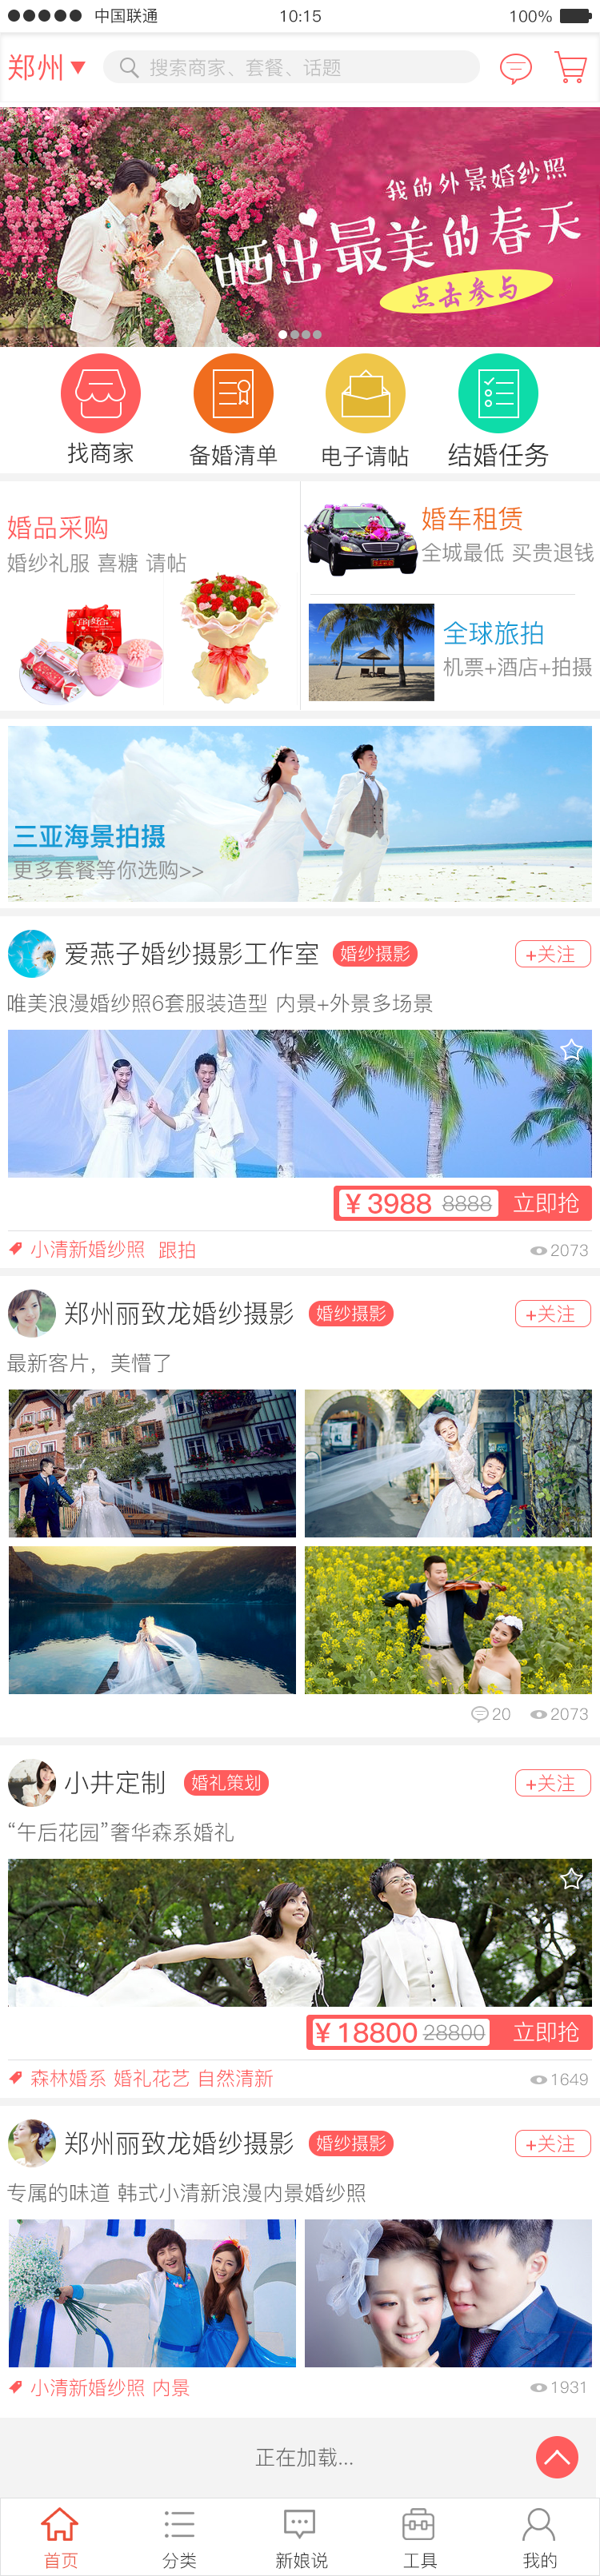 中国联通 10:15 100%
郑州 搜索商家、套餐、话题
我的外景婚纱照
晒出最美的春天
点击参与
找商家 备婚清单 电子请帖 结婚任务
婚品采购
婚纱礼服 喜糖 请帖
婚车租赁
全城最低 买贵退钱
全球旅拍
机票+酒店+拍摄
三亚海景拍摄
更多套餐等你选购>>
爱燕子婚纱摄影工作室 婚纱摄影 +关注
唯美浪漫婚纱照6套服装造型 内景+外景多场景
¥ 3988 8888 立即抢
小清新婚纱照 跟拍 2073
郑州丽致龙婚纱摄影 婚纱摄影 +关注
最新客片，美懵了
20 2073
小井定制 婚礼策划 +关注
“午后花园”奢华森系婚礼
¥ 18800 28800 立即抢
森林婚系 婚礼花艺 自然清新 1649
郑州丽致龙婚纱摄影 婚纱摄影 +关注
专属的味道 韩式小清新浪漫内景婚纱照
小清新婚纱照 内景 1931
正在加载...
首页 分类 新娘说 工具 我的